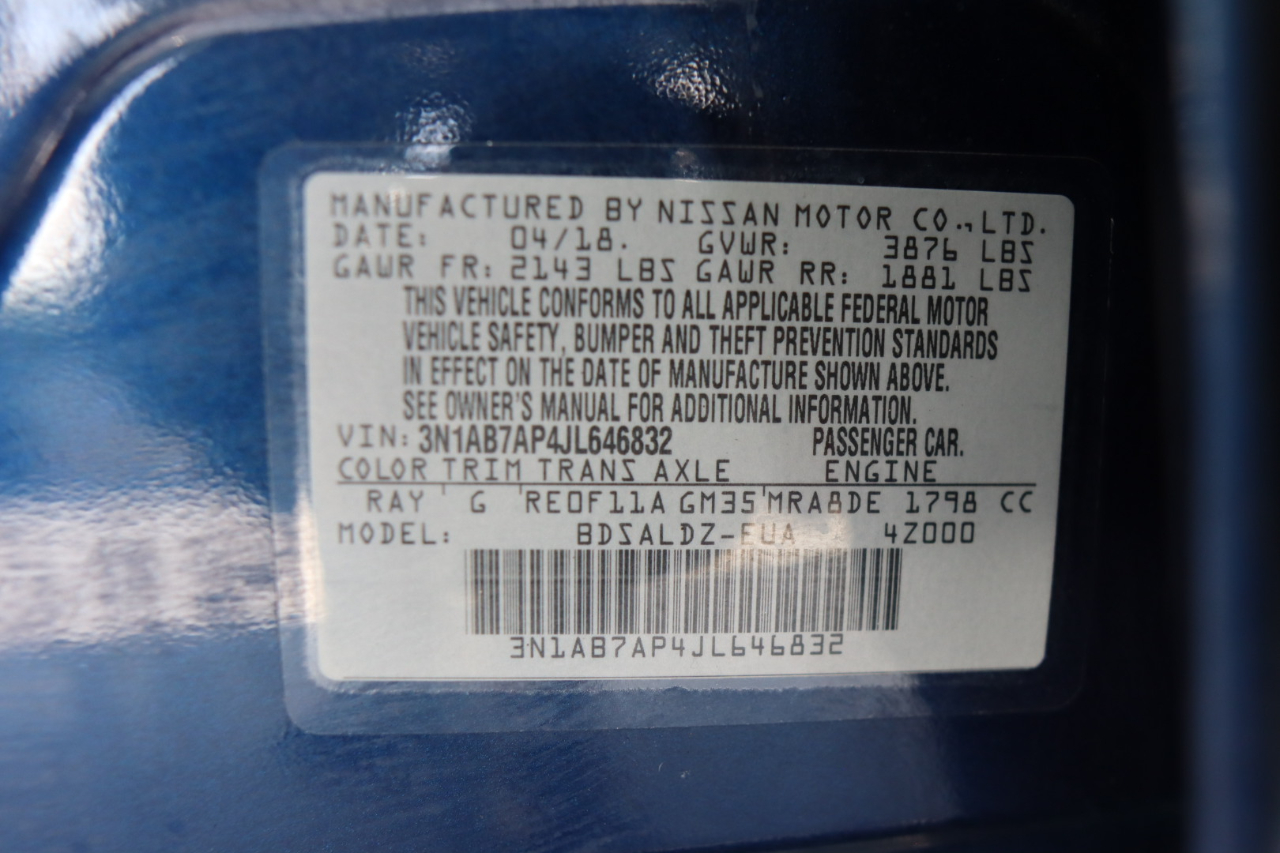 MANUFACTURED BY NISSAN MOTOR CO.,LTD.
DATE: 04/18. GVWR: 3876 LBS
GAWR FR: 2143 LBS GAWR RR: 1881 LBS
THIS VEHICLE CONFORMS TO ALL APPLICABLE FEDERAL MOTOR
VEHICLE SAFETY, BUMPER AND THEFT PREVENTION STANDARDS
IN EFFECT ON THE DATE OF MANUFACTURE SHOWN ABOVE.
SEE OWNER'S MANUAL FOR ADDITIONAL INFORMATION.
VIN: 3N1AB7AP4JL646832 PASSENGER CAR.
COLOR TRIM TRANS AXLE ENGINE
RAY ' G 'RE0F11A GM35'MRA8DE 1798 CC
MODEL: BDSALDZ-EUA 4Z000
3N1AB7AP4JL646832